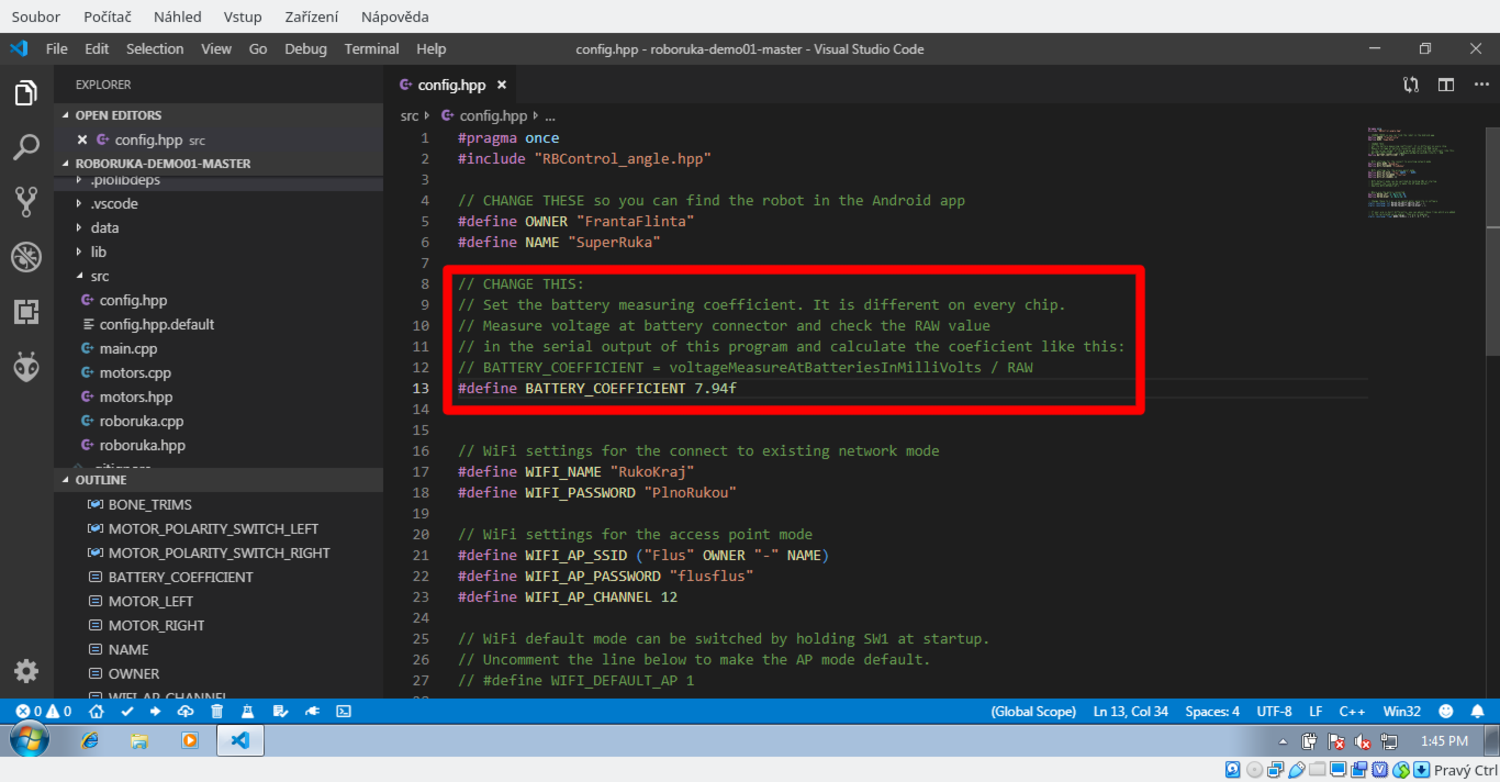 Soubor Počítač Náhled Vstup Zařízení Nápověda
File Edit Selection View Go Debug Terminal Help
config.hpp - roboruka-demo01-master - Visual Studio Code
EXPLORER
OPEN EDITORS
config.hpp src
ROBORUKA-DEMO01-MASTER
.piolibdeps
.vscode
data
lib
src
config.hpp
config.hpp.default
main.cpp
motors.cpp
motors.hpp
roboruka.cpp
roboruka.hpp
.gitignore
OUTLINE
BONE_TRIMS
MOTOR_POLARITY_SWITCH_LEFT
MOTOR_POLARITY_SWITCH_RIGHT
BATTERY_COEFFICIENT
MOTOR_LEFT
MOTOR_RIGHT
NAME
OWNER
WIFI_AP_CHANNEL
config.hpp
src config.hpp ...
1 #pragma once
2 #include "RBControl_angle.hpp"
3
4 // CHANGE THESE so you can find the robot in the Android app
5 #define OWNER "FrantaFlinta"
6 #define NAME "SuperRuka"
7
8 // CHANGE THIS:
9 // Set the battery measuring coefficient. It is different on every chip.
10 // Measure voltage at battery connector and check the RAW value
11 // in the serial output of this program and calculate the coeficient like this:
12 // BATTERY_COEFFICIENT = voltageMeasureAtBatteriesInMilliVolts / RAW
13 #define BATTERY_COEFFICIENT 7.94f
14
15
16 // WiFi settings for the connect to existing network mode
17 #define WIFI_NAME "RukoKraj"
18 #define WIFI_PASSWORD "PlnoRukou"
19
20 // WiFi settings for the access point mode
21 #define WIFI_AP_SSID ("Flus" OWNER "-" NAME)
22 #define WIFI_AP_PASSWORD "flusflus"
23 #define WIFI_AP_CHANNEL 12
24
25 // WiFi default mode can be switched by holding SW1 at startup.
26 // Uncomment the line below to make the AP mode default.
27 // #define WIFI_DEFAULT_AP 1
28
0 0
(Global Scope) Ln 13, Col 34 Spaces: 4 UTF-8 LF C++ Win32
1:45 PM
Pravý Ctrl